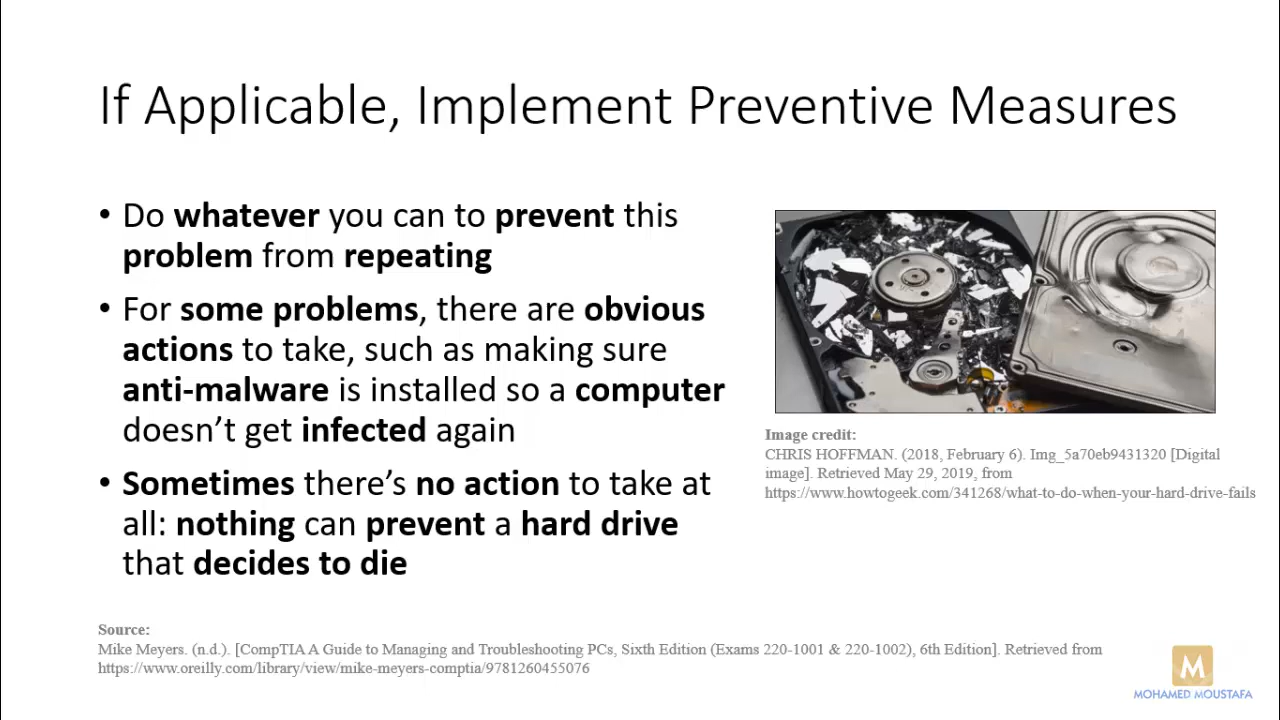 If Applicable, Implement Preventive Measures
• Do whatever you can to prevent this
problem from repeating
• For some problems, there are obvious
actions to take, such as making sure
anti-malware is installed so a computer
doesn’t get infected again
• Sometimes there’s no action to take at
all: nothing can prevent a hard drive
that decides to die
Image credit:
CHRIS HOFFMAN. (2018, February 6). Img_5a70eb9431320 [Digital
image]. Retrieved May 29, 2019, from
https://www.howtogeek.com/341268/what-to-do-when-your-hard-drive-fails
Source:
Mike Meyers. (n.d.). [CompTIA A Guide to Managing and Troubleshooting PCs, Sixth Edition (Exams 220-1001 & 220-1002), 6th Edition]. Retrieved from
https://www.oreilly.com/library/view/mike-meyers-comptia/9781260455076
M
MOHAMED MOUSTAFA